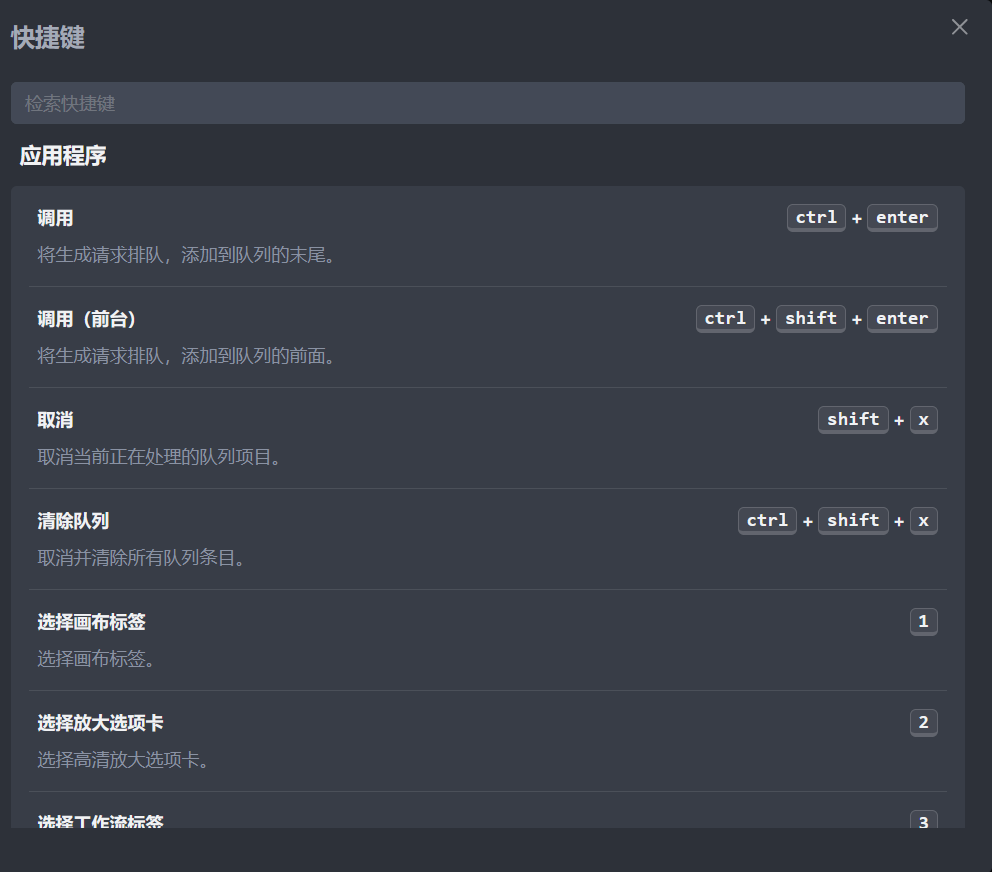 快捷键
检索快捷键
应用程序
调用 ctrl + enter
将生成请求排队，添加到队列的末尾。
调用（前台） ctrl + shift + enter
将生成请求排队，添加到队列的前面。
取消 shift + x
取消当前正在处理的队列项目。
清除队列 ctrl + shift + x
取消并清除所有队列条目。
选择画布标签 1
选择画布标签。
选择放大选项卡 2
选择高清放大选项卡。
选择工作流标签 3